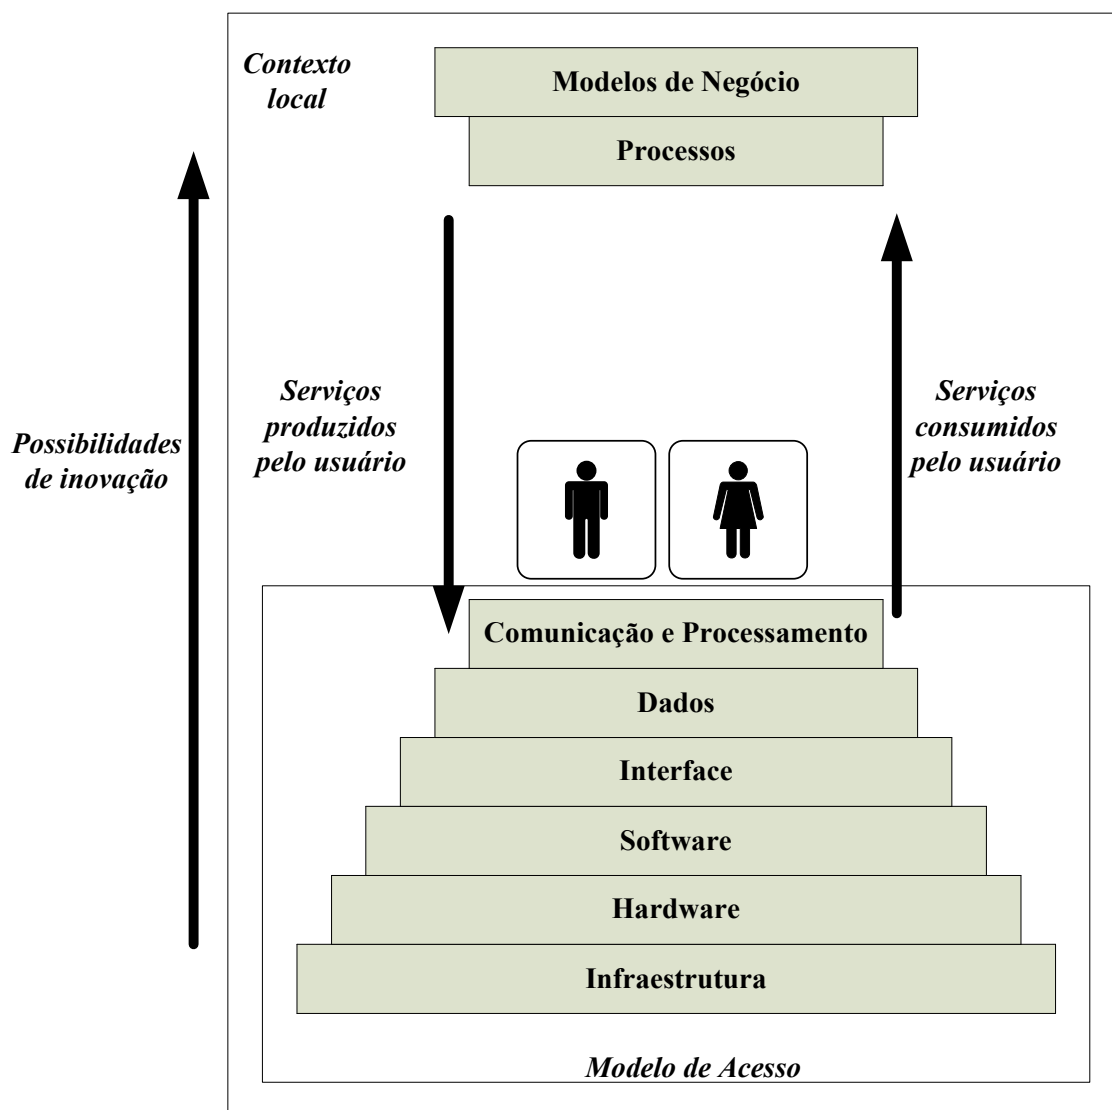 Contexto
local
Modelos de Negócio
Processos
Possibilidades
de inovação
Serviços
produzidos
pelo usuário
Serviços
consumidos
pelo usuário
Comunicação e Processamento
Dados
Interface
Software
Hardware
Infraestrutura
Modelo de Acesso